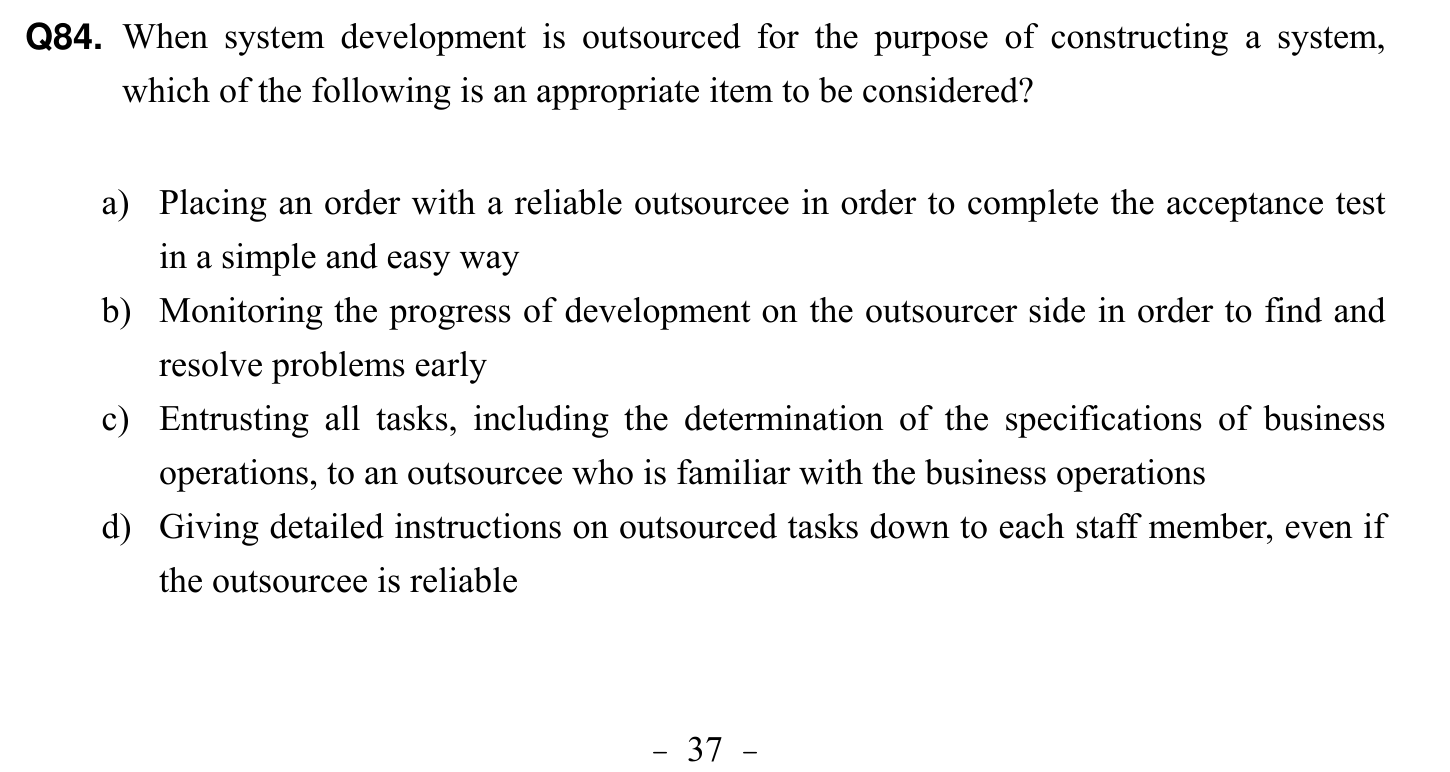 Q84. When system development is outsourced for the purpose of constructing a system,
which of the following is an appropriate item to be considered?
a) Placing an order with a reliable outsourcee in order to complete the acceptance test
in a simple and easy way
b) Monitoring the progress of development on the outsourcer side in order to find and
resolve problems early
c) Entrusting all tasks, including the determination of the specifications of business
operations, to an outsourcee who is familiar with the business operations
d) Giving detailed instructions on outsourced tasks down to each staff member, even if
the outsourcee is reliable
– 37 –